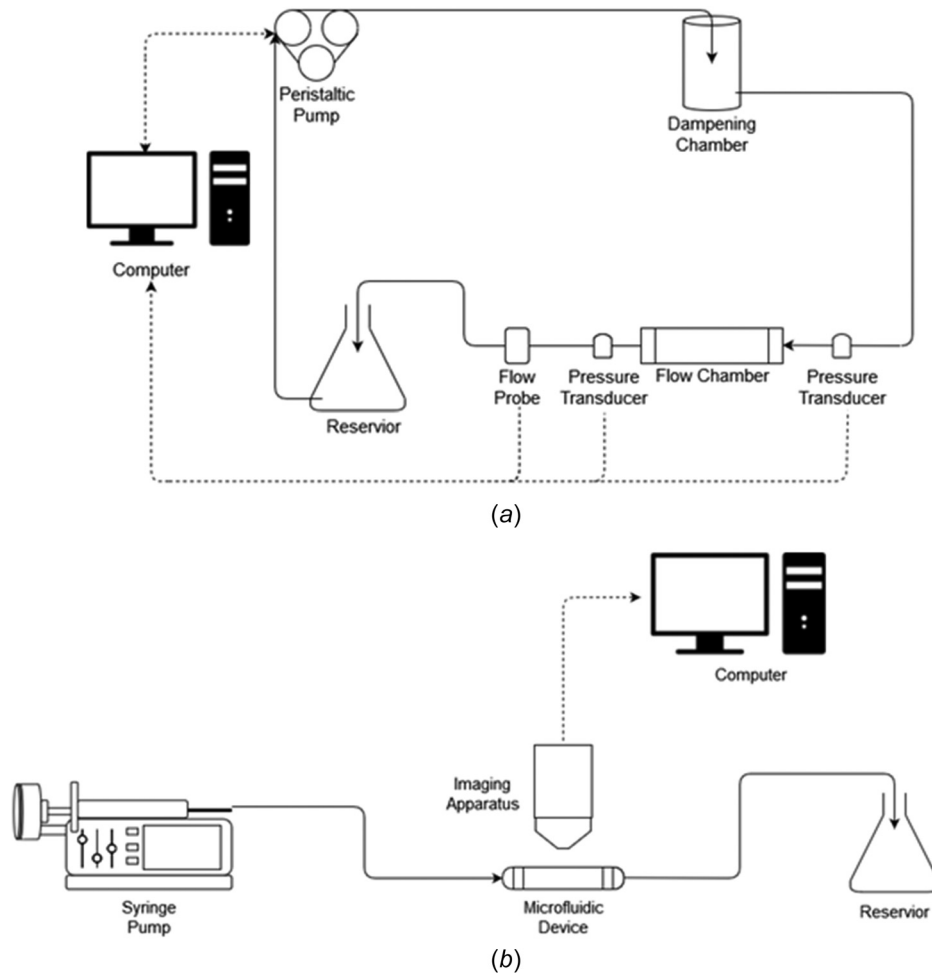 Peristaltic
Pump
Dampening
Chamber
Computer
Reservior
Flow
Probe
Pressure
Transducer
Flow Chamber
Pressure
Transducer
(a)
Computer
Imaging
Apparatus
Syringe
Pump
Microfluidic
Device
Reservior
(b)